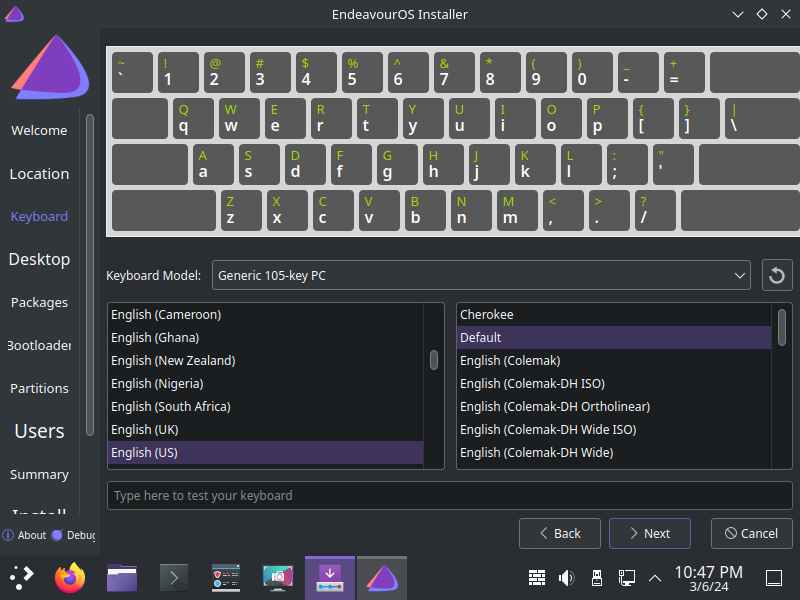 EndeavourOS Installer
~ ! @ # $ % ^ & * ( ) _ +
` 1 2 3 4 5 6 7 8 9 0 - =
Q W E R T Y U I O P { } |
q w e r t y u i o p [ ] \
A S D F G H J K L : "
a s d f g h j k l ; '
Z X C V B N M < > ?
z x c v b n m , . /
Welcome
Location
Keyboard
Desktop
Packages
Bootloader
Partitions
Users
Summary
Install
About Debug
Keyboard Model: Generic 105-key PC
English (Cameroon)
English (Ghana)
English (New Zealand)
English (Nigeria)
English (South Africa)
English (UK)
English (US)
Cherokee
Default
English (Colemak)
English (Colemak-DH ISO)
English (Colemak-DH Ortholinear)
English (Colemak-DH Wide ISO)
English (Colemak-DH Wide)
Type here to test your keyboard
Back Next Cancel
10:47 PM
3/6/24